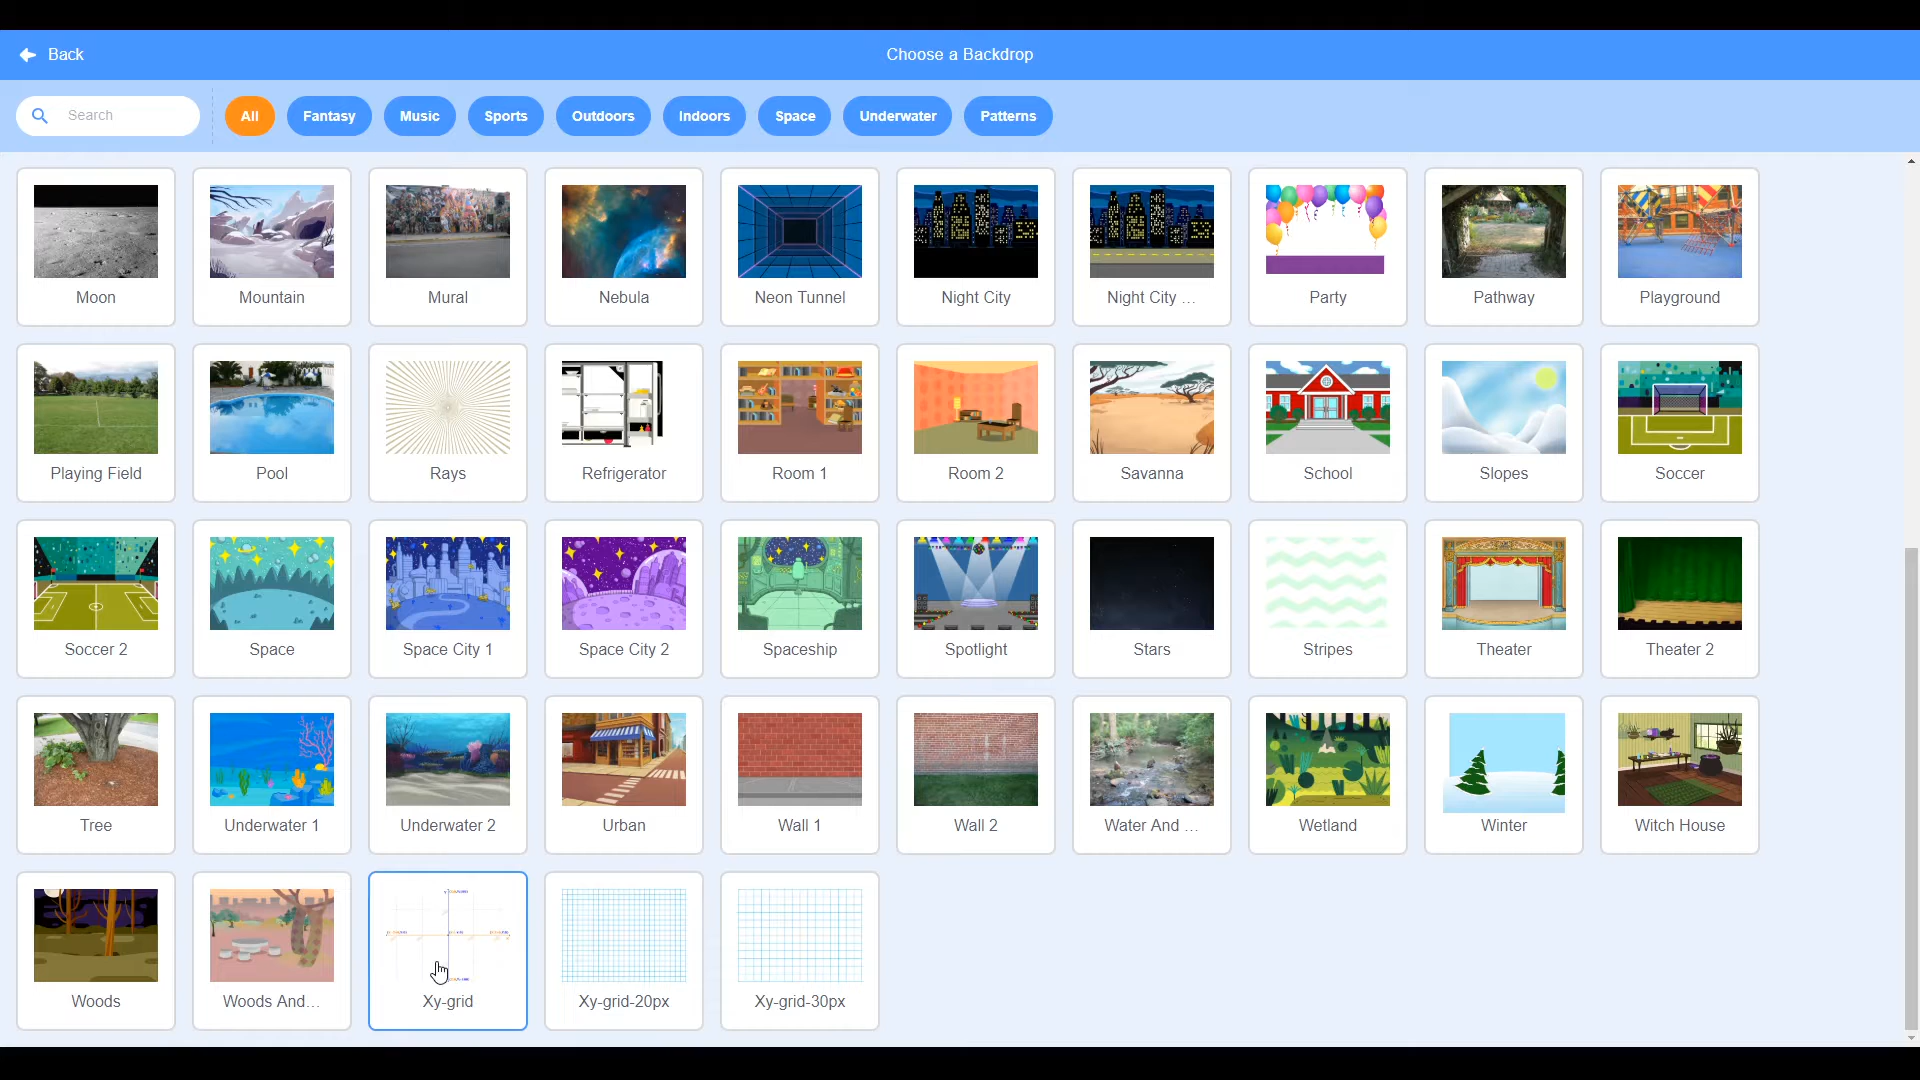 Back
Choose a Backdrop
Search
All
Fantasy
Music
Sports
Outdoors
Indoors
Space
Underwater
Patterns
Moon
Mountain
Mural
Nebula
Neon Tunnel
Night City
Night City ...
Party
Pathway
Playground
Playing Field
Pool
Rays
Refrigerator
Room 1
Room 2
Savanna
School
Slopes
Soccer
Soccer 2
Space
Space City 1
Space City 2
Spaceship
Spotlight
Stars
Stripes
Theater
Theater 2
Tree
Underwater 1
Underwater 2
Urban
Wall 1
Wall 2
Water And ...
Wetland
Winter
Witch House
Woods
Woods And...
Xy-grid
Xy-grid-20px
Xy-grid-30px